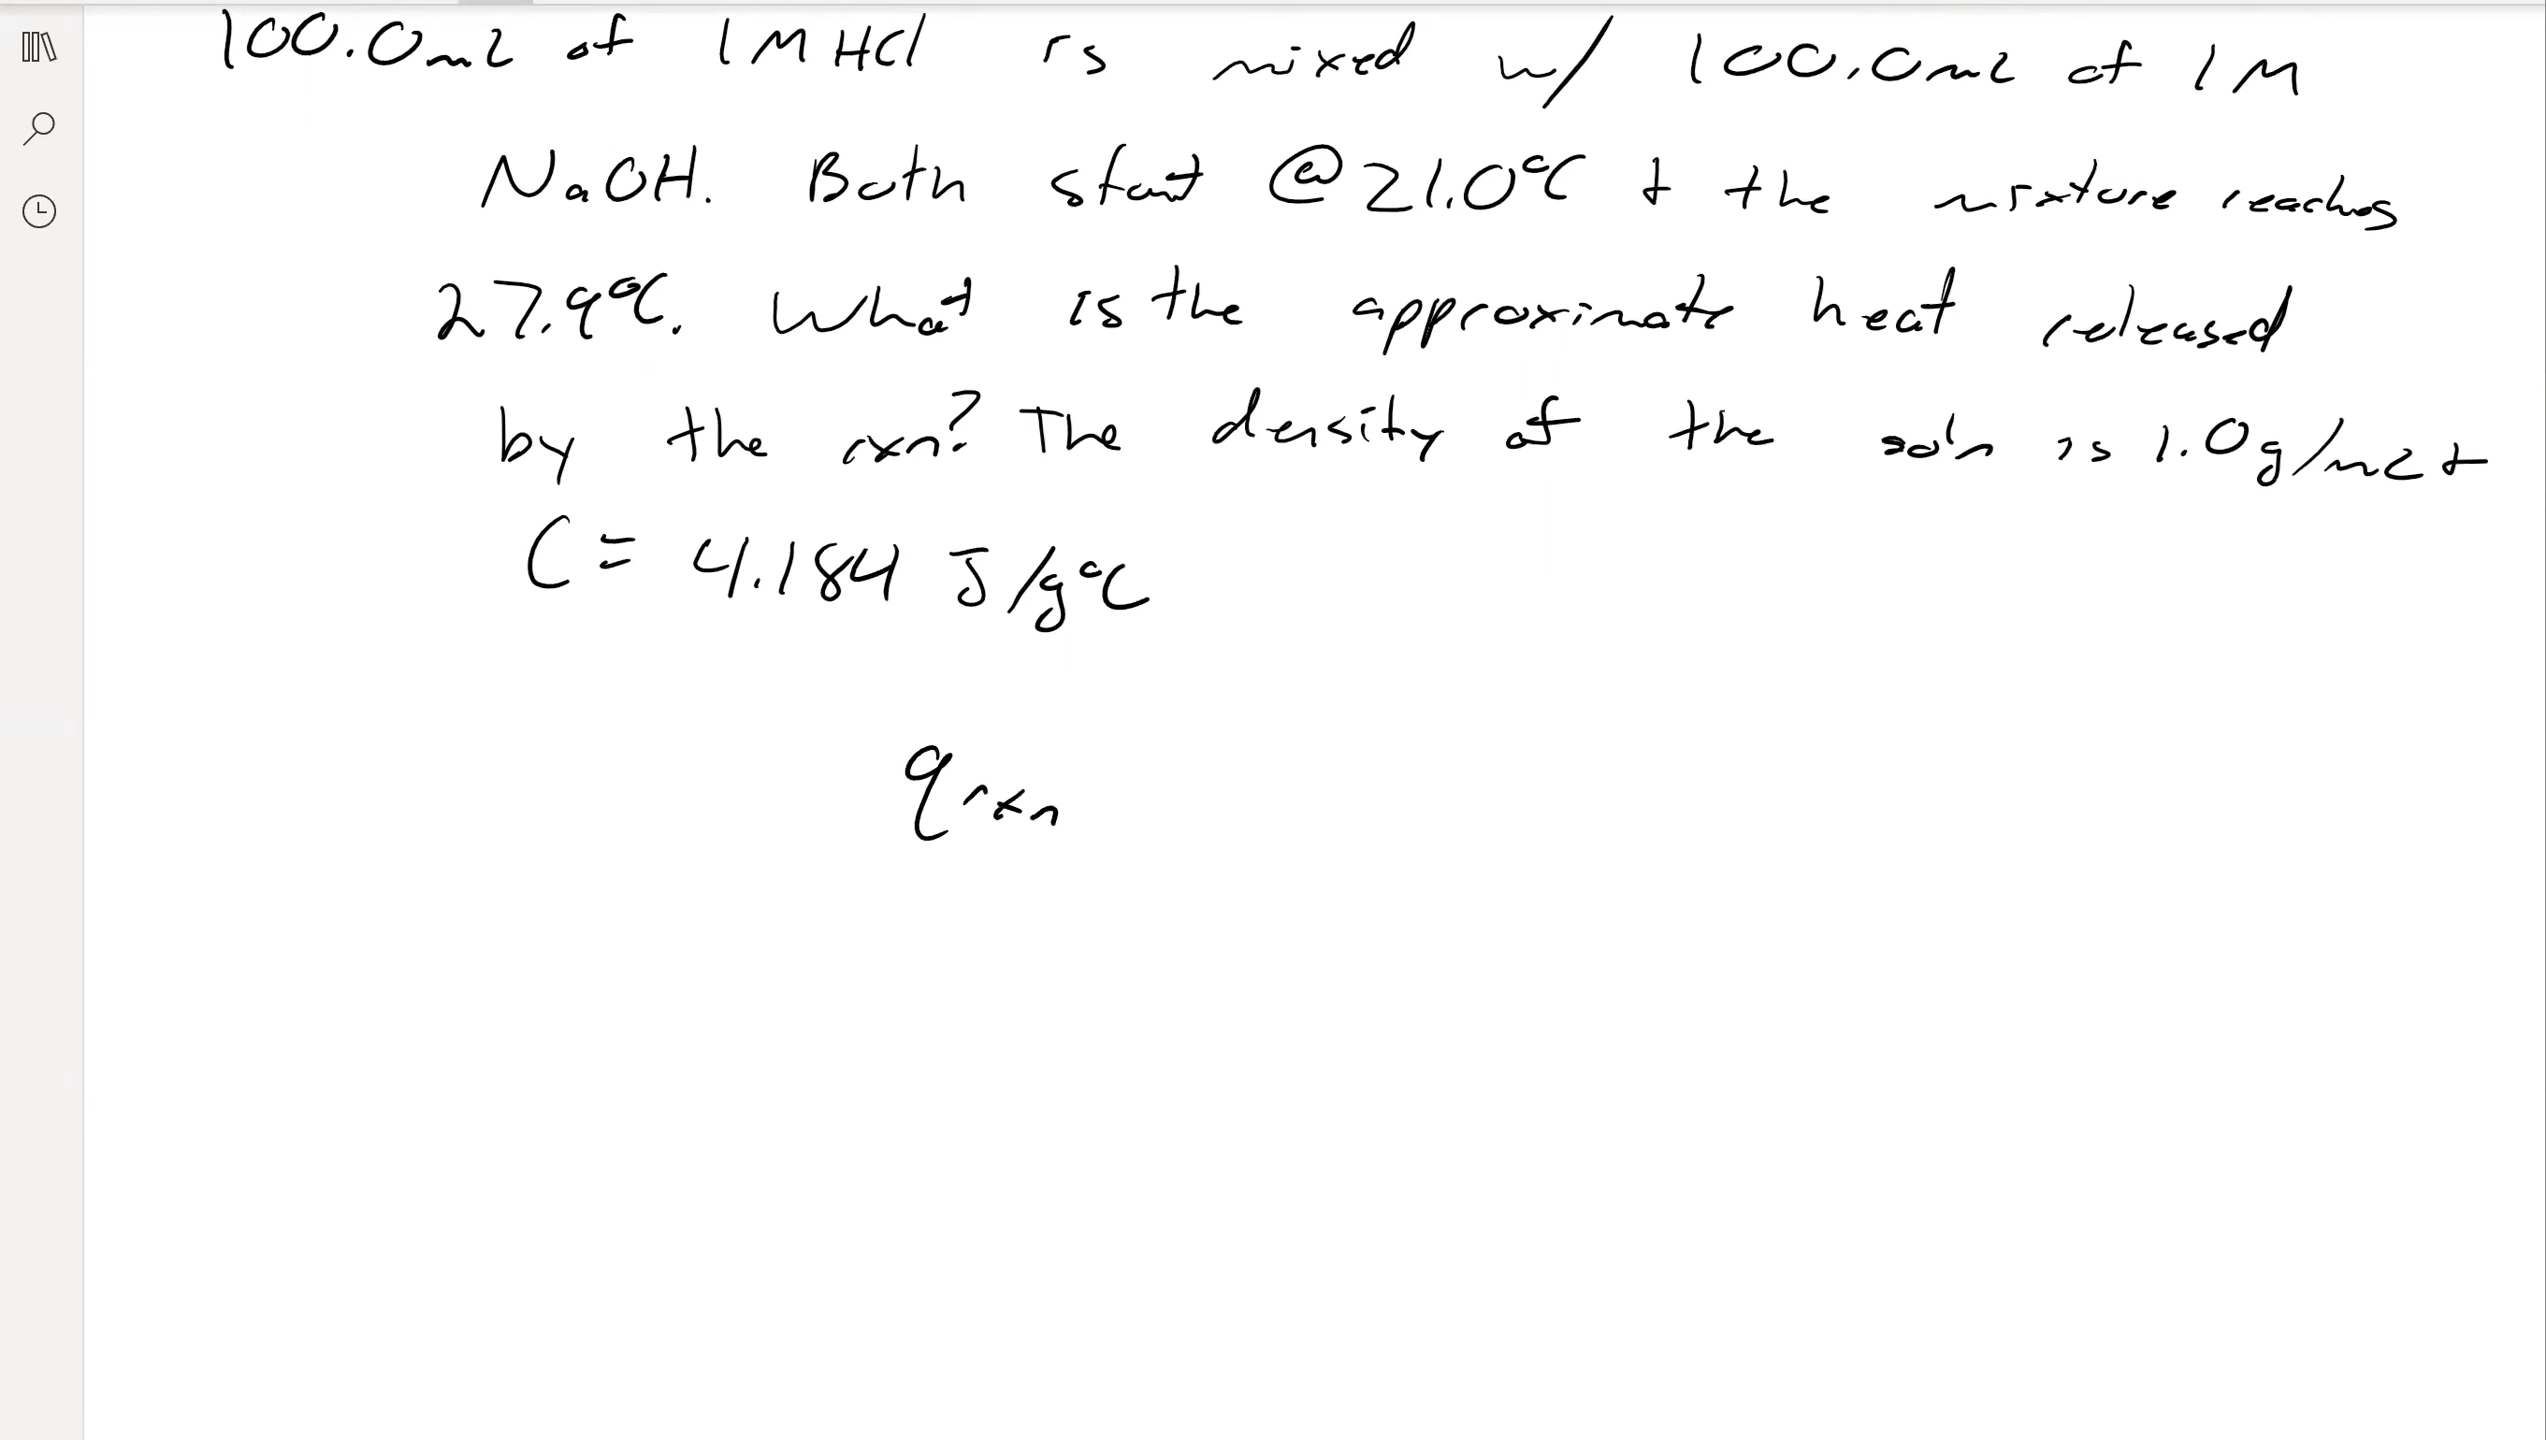 100.0mL of 1M HCl is mixed w/ 100.0mL of 1M
NaOH. Both start @ 21.0°C + the mixture reaches
27.9°C. What is the approximate heat released
by the rxn? The density of the sol'n is 1.0g/mL +
C = 4.184 J/g°C
qrxn